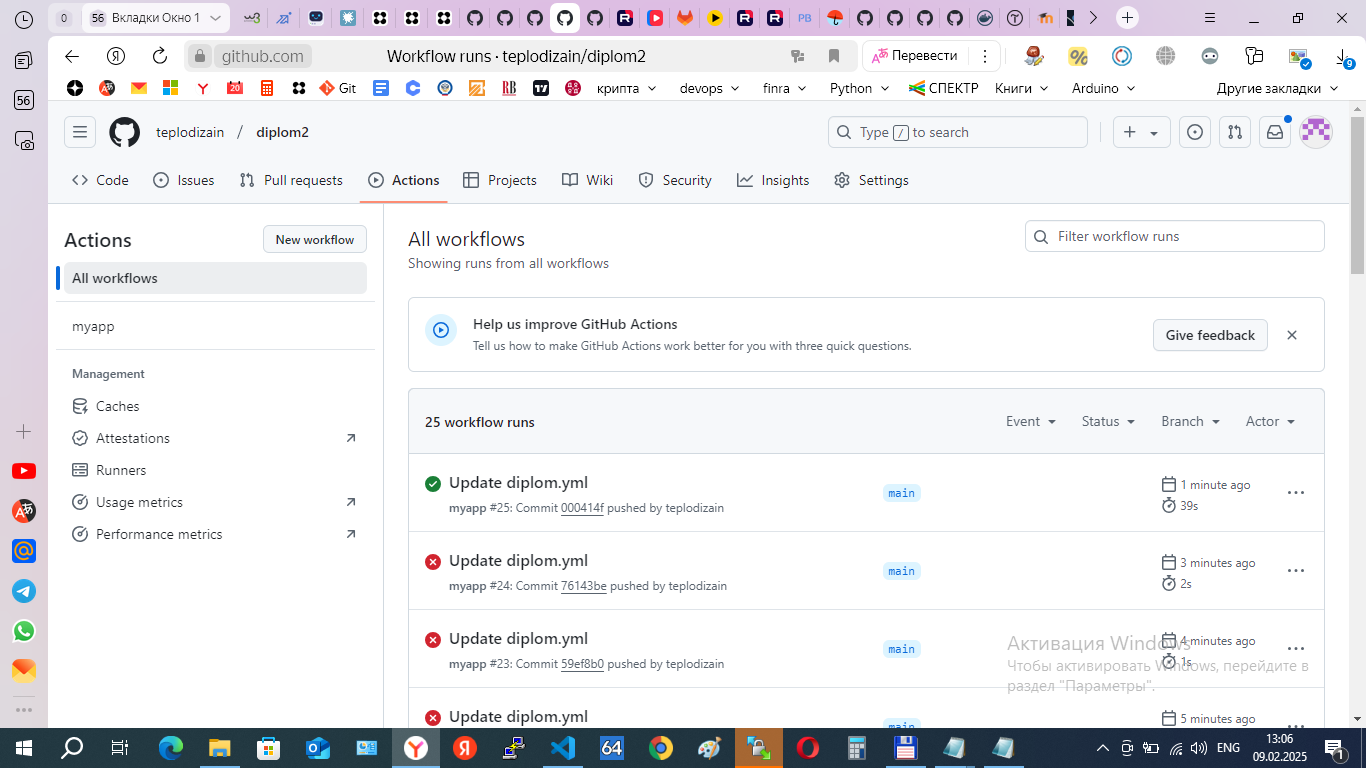 0
56 Вкладки Окно 1
PB
github.com
Workflow runs · teplodizain/diplom2
Перевести
9
56
20
Git
RB
крипта
devops
finra
Python
СПЕКТР
Книги
Arduino
Другие закладки
teplodizain / diplom2
Type / to search
Code
Issues
Pull requests
Actions
Projects
Wiki
Security
Insights
Settings
Actions
New workflow
All workflows
myapp
Management
Caches
Attestations
Runners
Usage metrics
Performance metrics
All workflows
Showing runs from all workflows
Filter workflow runs
Help us improve GitHub Actions
Tell us how to make GitHub Actions work better for you with three quick questions.
Give feedback
25 workflow runs
Event
Status
Branch
Actor
Update diplom.yml
myapp #25: Commit 000414f pushed by teplodizain
main
1 minute ago
39s
Update diplom.yml
myapp #24: Commit 76143be pushed by teplodizain
main
3 minutes ago
2s
Update diplom.yml
myapp #23: Commit 59ef8b0 pushed by teplodizain
main
4 minutes ago
1s
Update diplom.yml
main
5 minutes ago
Активация Windows
Чтобы активировать Windows, перейдите в
раздел "Параметры".
64
ENG
13:06
09.02.2025
1